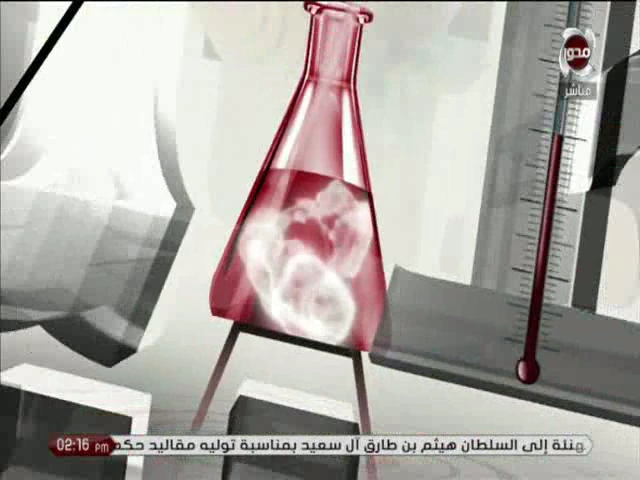 محور
مباشر
هنئة إلى السلطان هيثم بن طارق آل سعيد بمناسبة توليه مقاليد حكم
02:16 pm